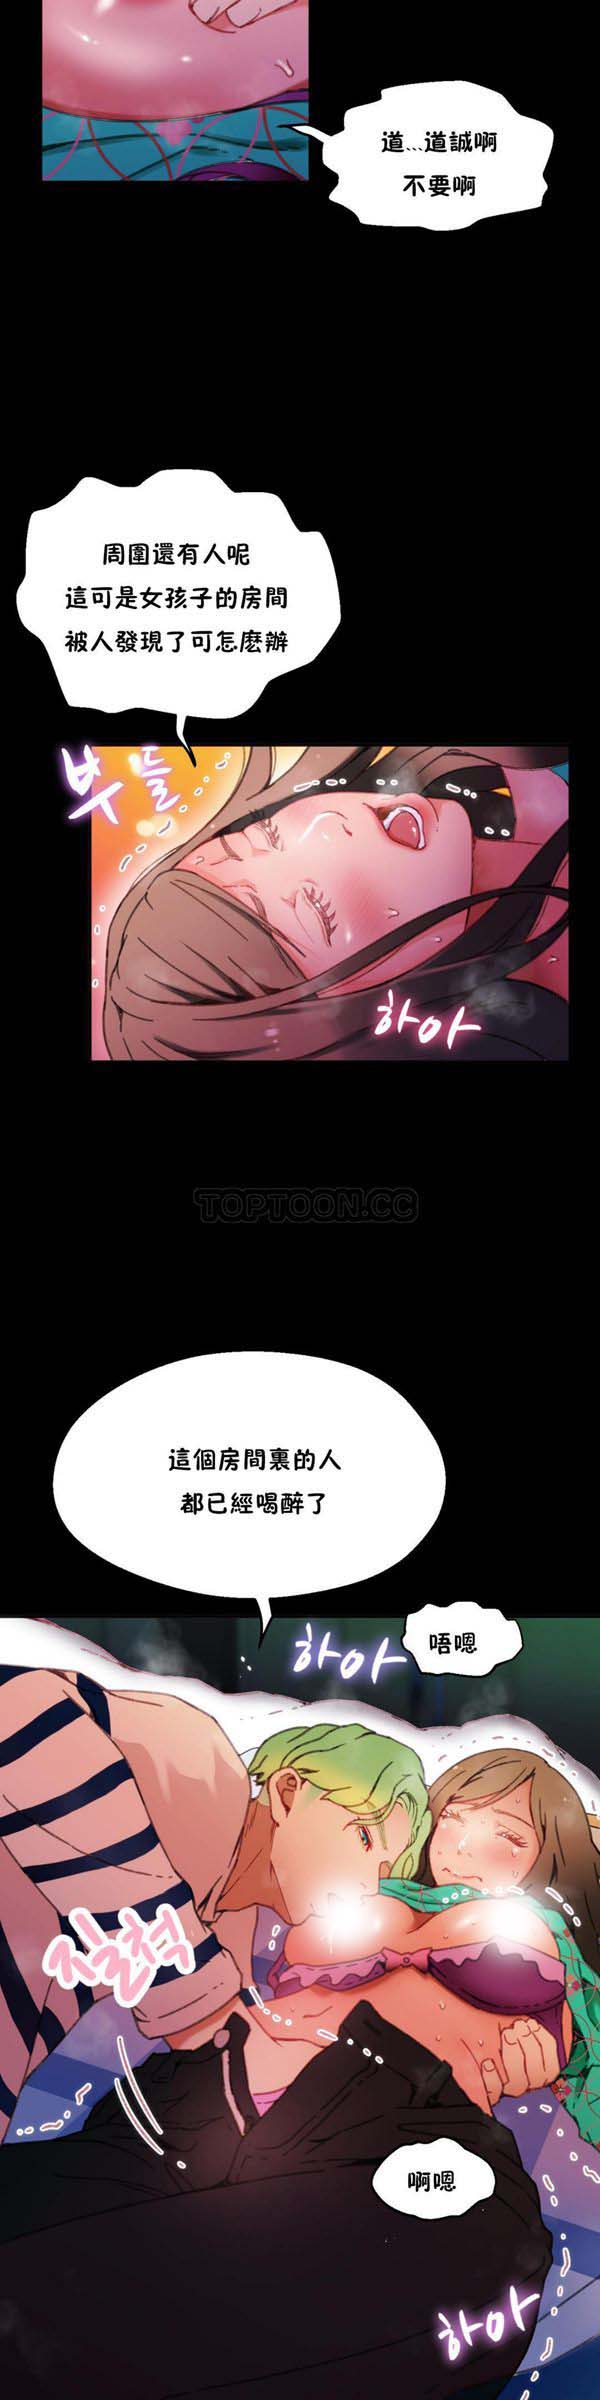 道...道誠啊
不要啊
周圍還有人呢
這可是女孩子的房間
被人發現了可怎麽辦
부들
하아
TOPTOON.CC
這個房間裏的人
都已經喝醉了
하아
唔嗯
질척
啊嗯
하아